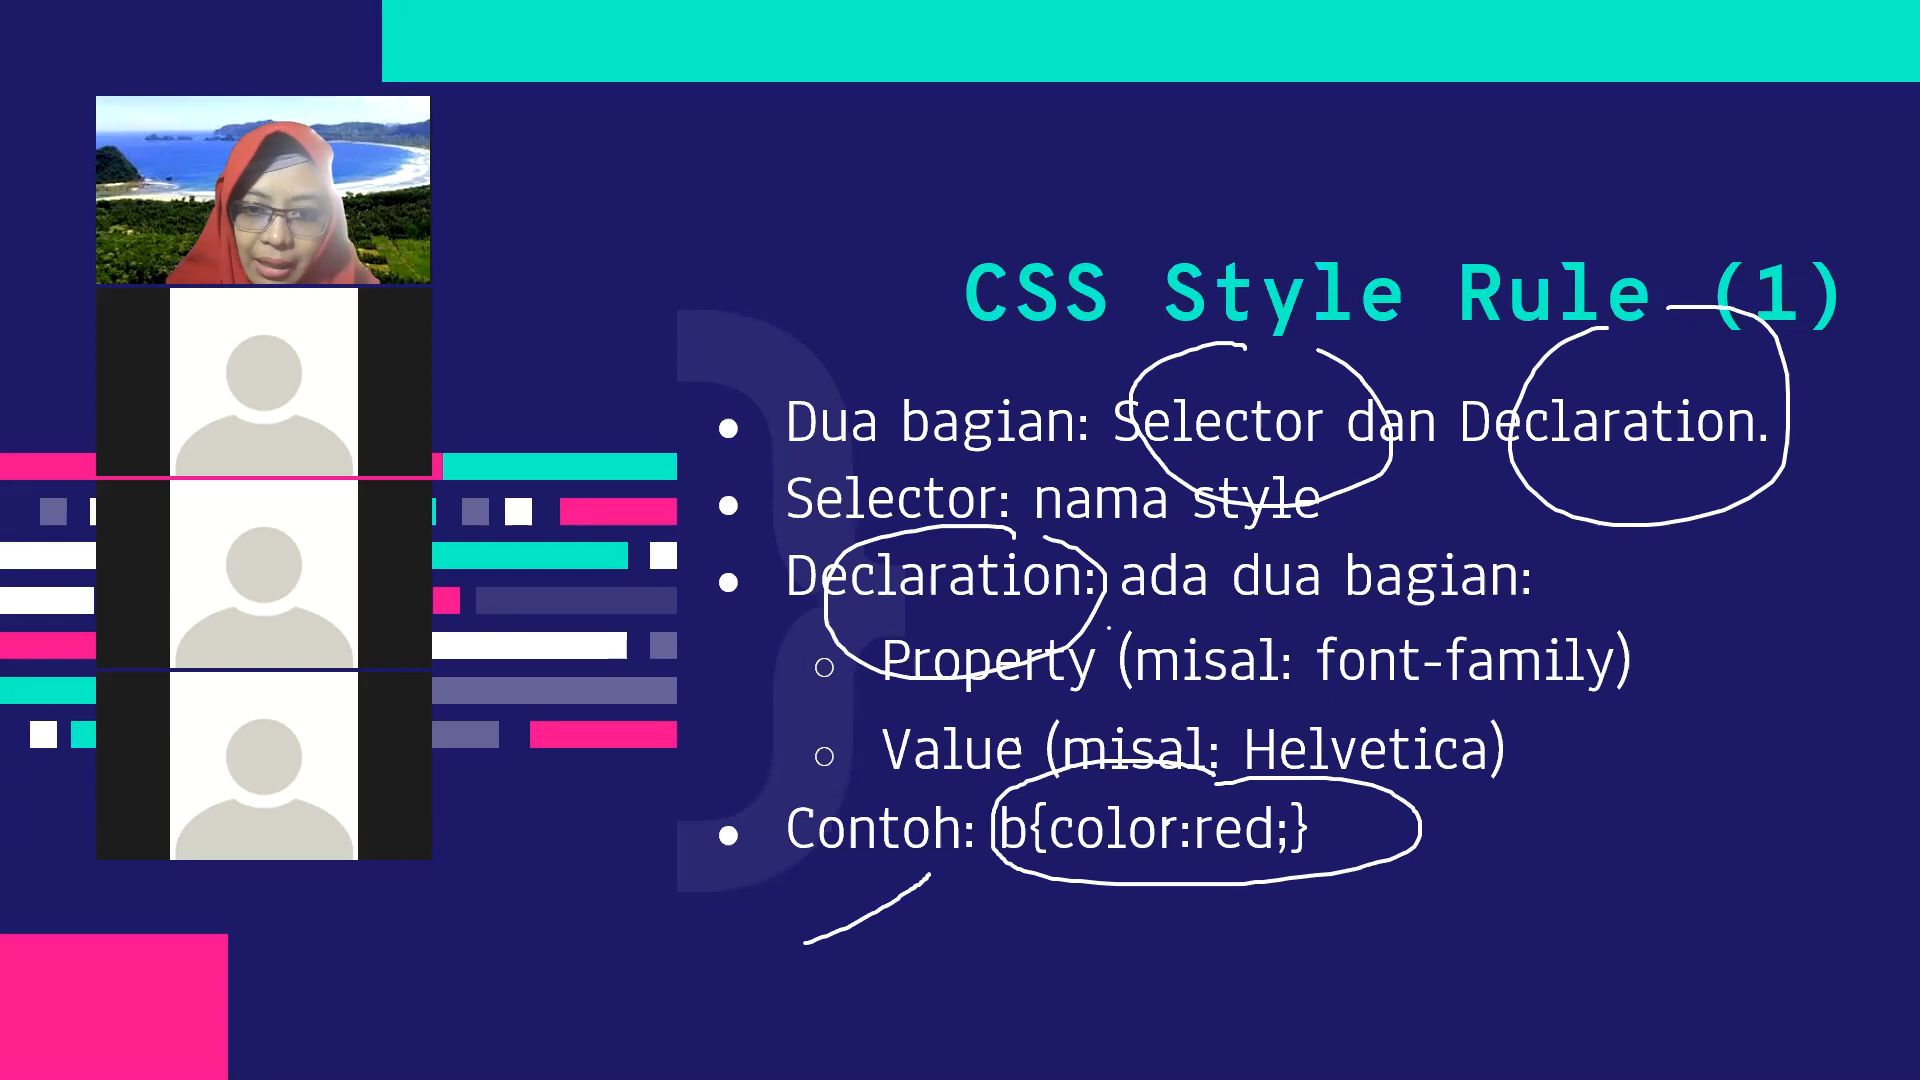 CSS Style Rule (1)
● Dua bagian: Selector dan Declaration.
● Selector: nama style
● Declaration: ada dua bagian:
○ Property (misal: font-family)
○ Value (misal: Helvetica)
● Contoh: b{color:red;}